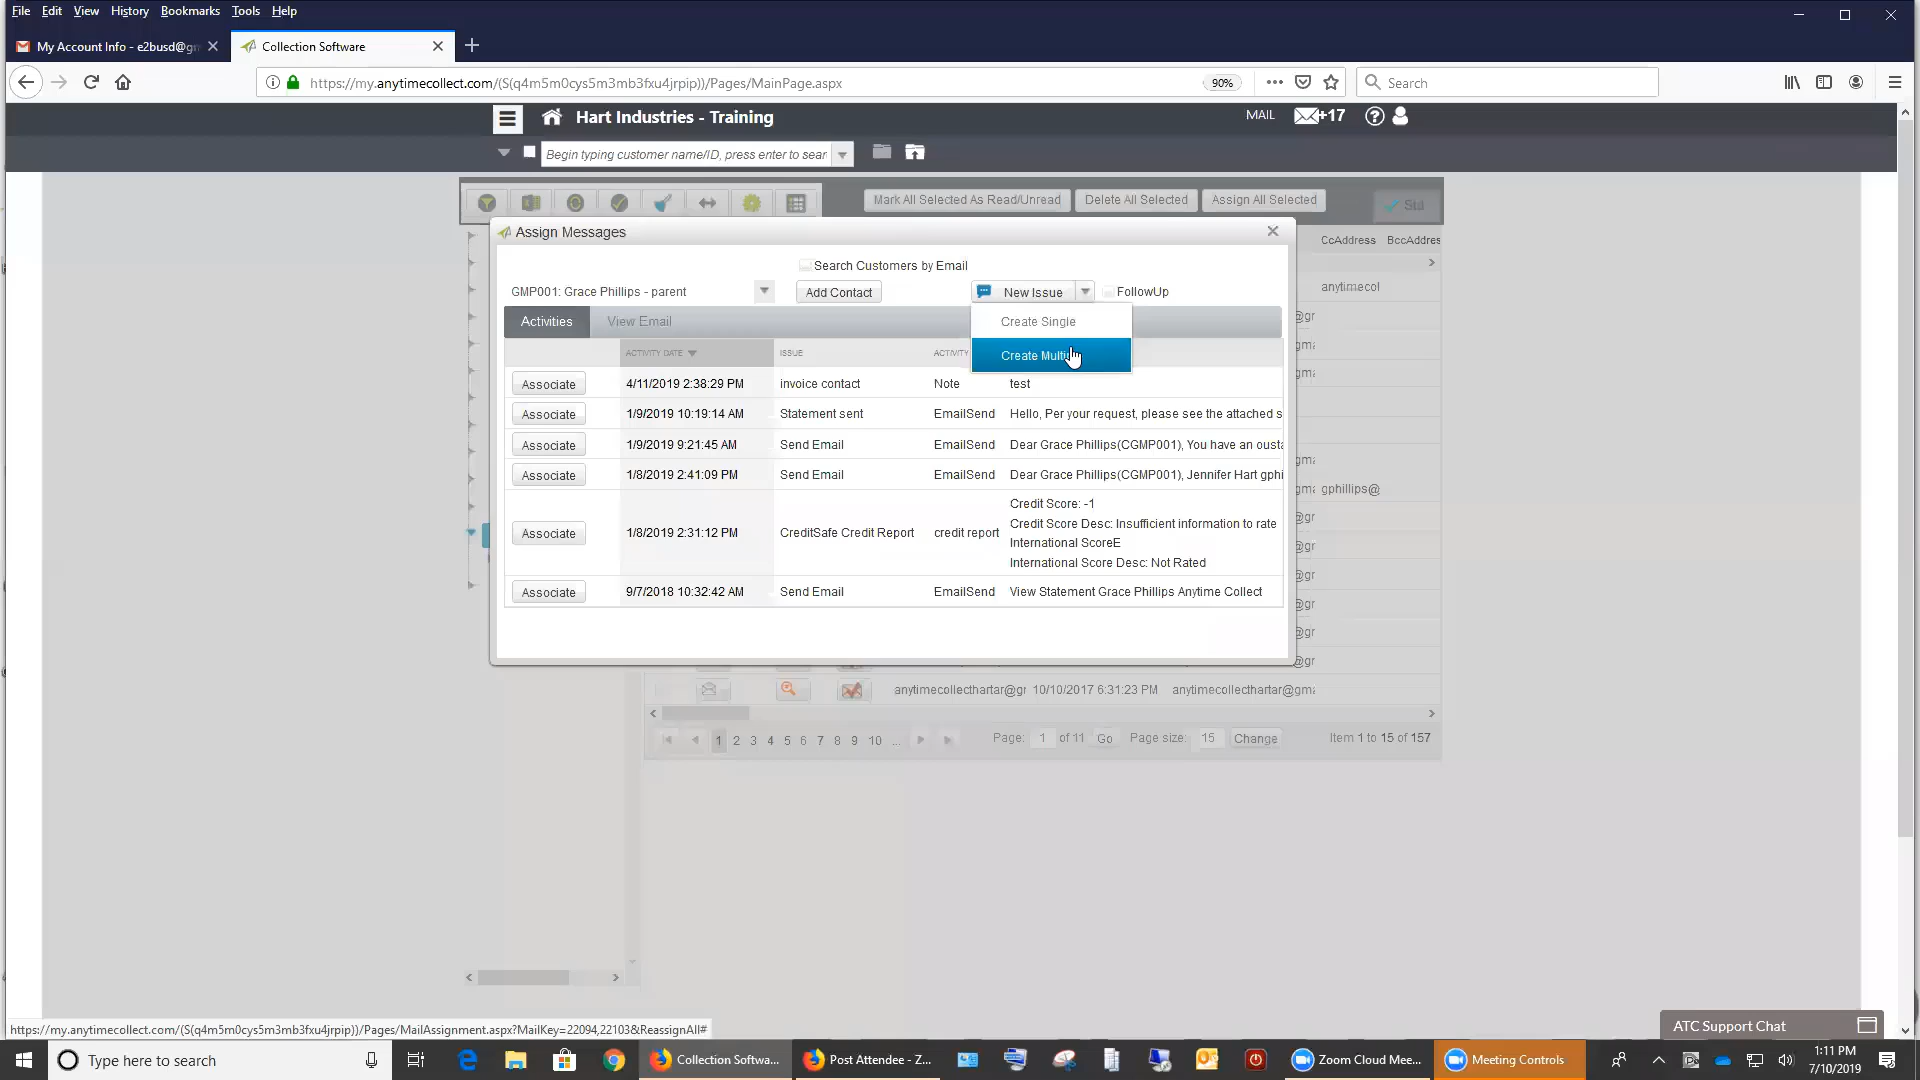 File Edit View History Bookmarks Tools Help
My Account Info - e2busd@gm
Collection Software
https://my.anytimecollect.com/(S(q4m5m0cys5m3mb3fxu4jrpip))/Pages/MainPage.aspx
90%
Search
Hart Industries - Training
MAIL
+17
Begin typing customer name/ID, press enter to sear
Mark All Selected As Read/Unread
Delete All Selected
Assign All Selected
Std
Assign Messages
CcAddress BccAddres
Search Customers by Email
GMP001: Grace Phillips - parent
Add Contact
New Issue
FollowUp
anytimecol
Activities
View Email
Create Single
@gr
ACTIVITY DATE
ISSUE
ACTIVITY
Create Multi
gma
Associate 4/11/2019 2:38:29 PM invoice contact Note test
Associate 1/9/2019 10:19:14 AM Statement sent EmailSend Hello, Per your request, please see the attached s
Associate 1/9/2019 9:21:45 AM Send Email EmailSend Dear Grace Phillips(CGMP001), You have an ousta
Associate 1/8/2019 2:41:09 PM Send Email EmailSend Dear Grace Phillips(CGMP001), Jennifer Hart gphi
gma gphillips@
Credit Score: -1
Credit Score Desc: Insufficient information to rate
Associate 1/8/2019 2:31:12 PM CreditSafe Credit Report credit report
International ScoreE
International Score Desc: Not Rated
Associate 9/7/2018 10:32:42 AM Send Email EmailSend View Statement Grace Phillips Anytime Collect
anytimecollecthartar@gr 10/10/2017 6:31:23 PM anytimecollecthartar@gma
1 2 3 4 5 6 7 8 9 10 ...
Page: 1 of 11 Go Page size: 15 Change
Item 1 to 15 of 157
ATC Support Chat
https://my.anytimecollect.com/(S(q4m5m0cys5m3mb3fxu4jrpip))/Pages/MailAssignment.aspx?MailKey=22094,22103&ReassignAll#
Type here to search
Collection Softwa...
Post Attendee - Z...
Zoom Cloud Mee...
Meeting Controls
1:11 PM
7/10/2019